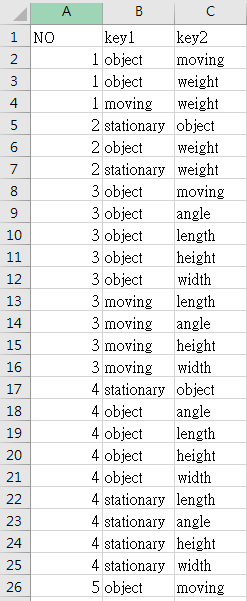 A B C
1 NO key1 key2
2 1 object moving
3 1 object weight
4 1 moving weight
5 2 stationary object
6 2 object weight
7 2 stationary weight
8 3 object moving
9 3 object angle
10 3 object length
11 3 object height
12 3 object width
13 3 moving length
14 3 moving angle
15 3 moving height
16 3 moving width
17 4 stationary object
18 4 object angle
19 4 object length
20 4 object height
21 4 object width
22 4 stationary length
23 4 stationary angle
24 4 stationary height
25 4 stationary width
26 5 object moving